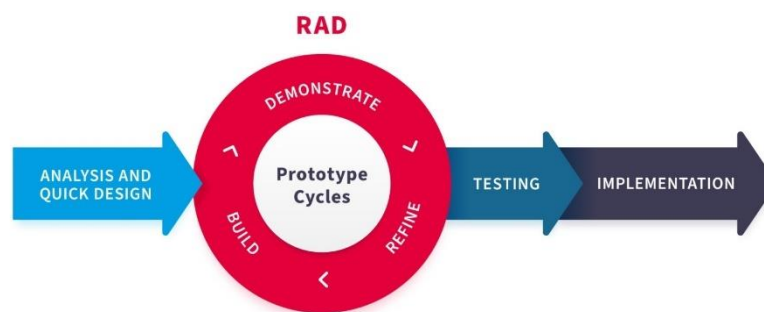 RAD
ANALYSIS AND
QUICK DESIGN
DEMONSTRATE
Prototype
Cycles
BUILD
REFINE
TESTING
IMPLEMENTATION